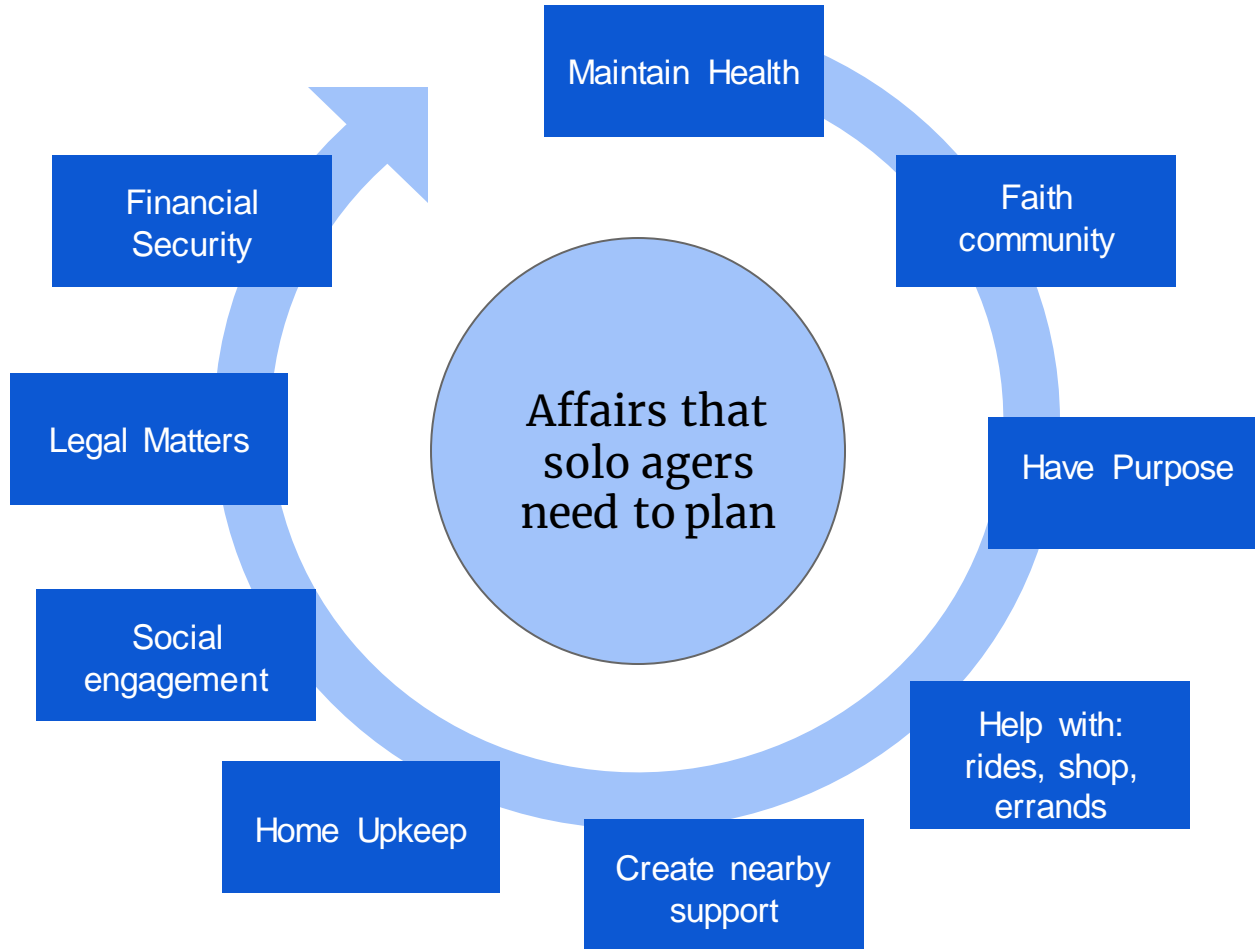 Maintain Health
Faith
community
Have Purpose
Help with:
rides, shop,
errands
Create nearby
support
Home Upkeep
Social
engagement
Legal Matters
Financial
Security
Affairs that
solo agers
need to plan